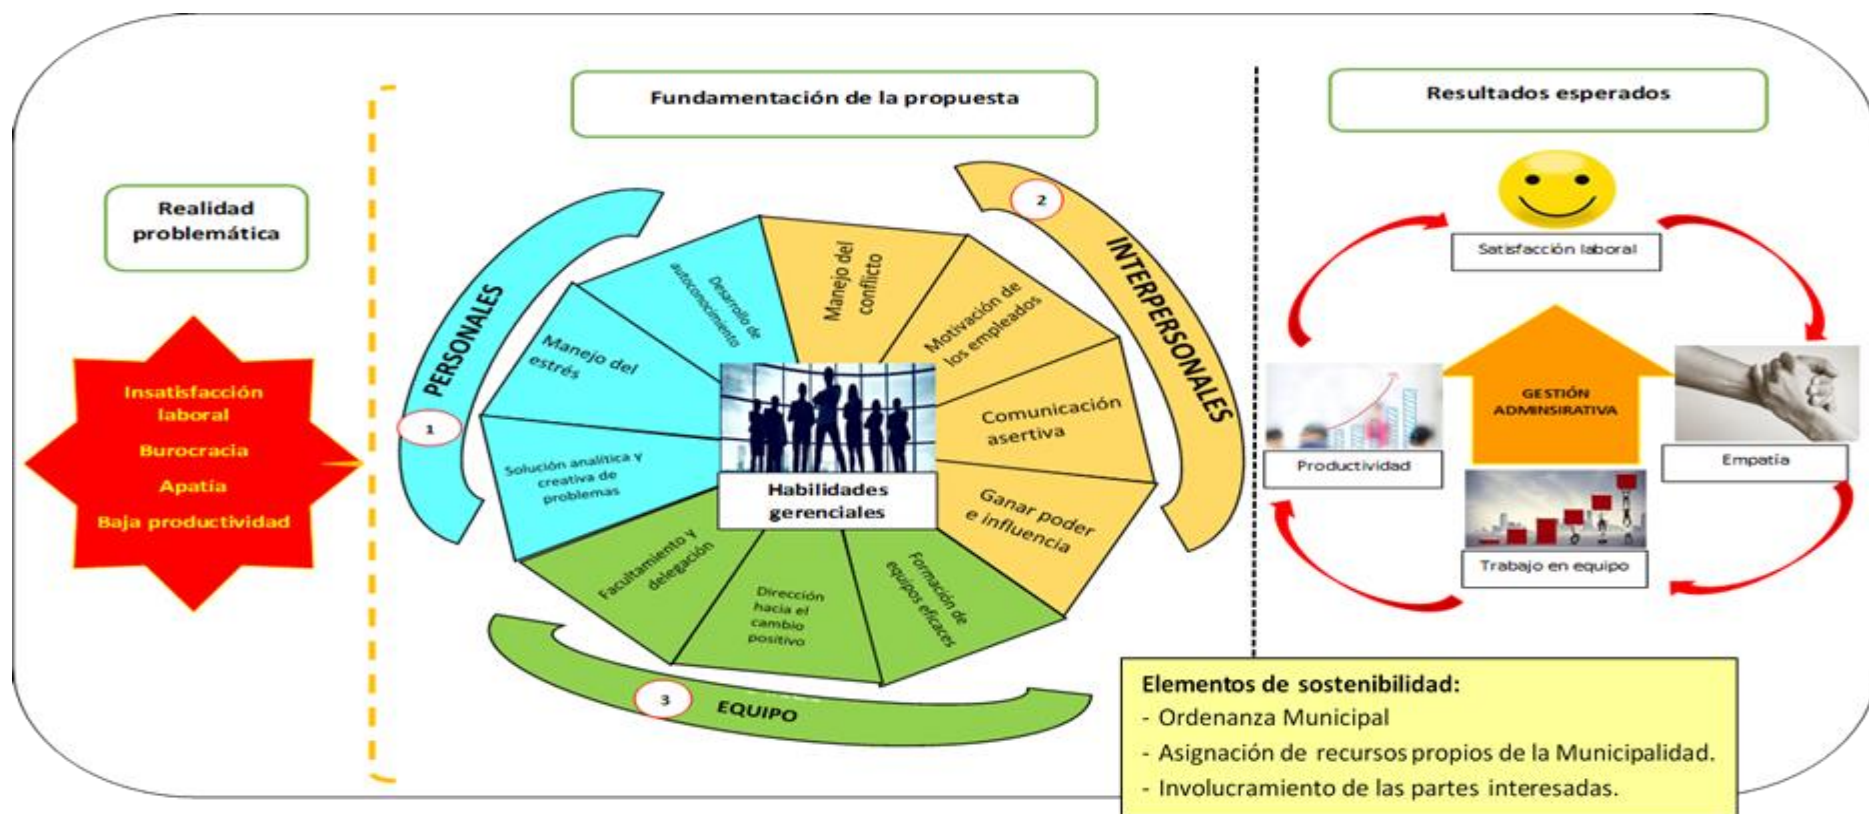 Realidad
problemática
Insatisfacción
laboral
Burocracia
Apatía
Baja productividad
Fundamentación de la propuesta
1
PERSONALES
Desarrollo de
autoconocimiento
Manejo del
estrés
Solución analítica y
creativa de
problemas
2
INTERPERSONALES
Manejo del
conflicto
Motivación de
los empleados
Comunicación
asertiva
Ganar poder
e influencia
3
EQUIPO
Formación de
equipos eficaces
Dirección
hacia el
cambio
positivo
Facultamiento y
delegación
Habilidades
gerenciales
Resultados esperados
Satisfacción laboral
Empatía
Trabajo en equipo
Productividad
GESTIÓN
ADMINSIRATIVA
Elementos de sostenibilidad:
- Ordenanza Municipal
- Asignación de recursos propios de la Municipalidad.
- Involucramiento de las partes interesadas.